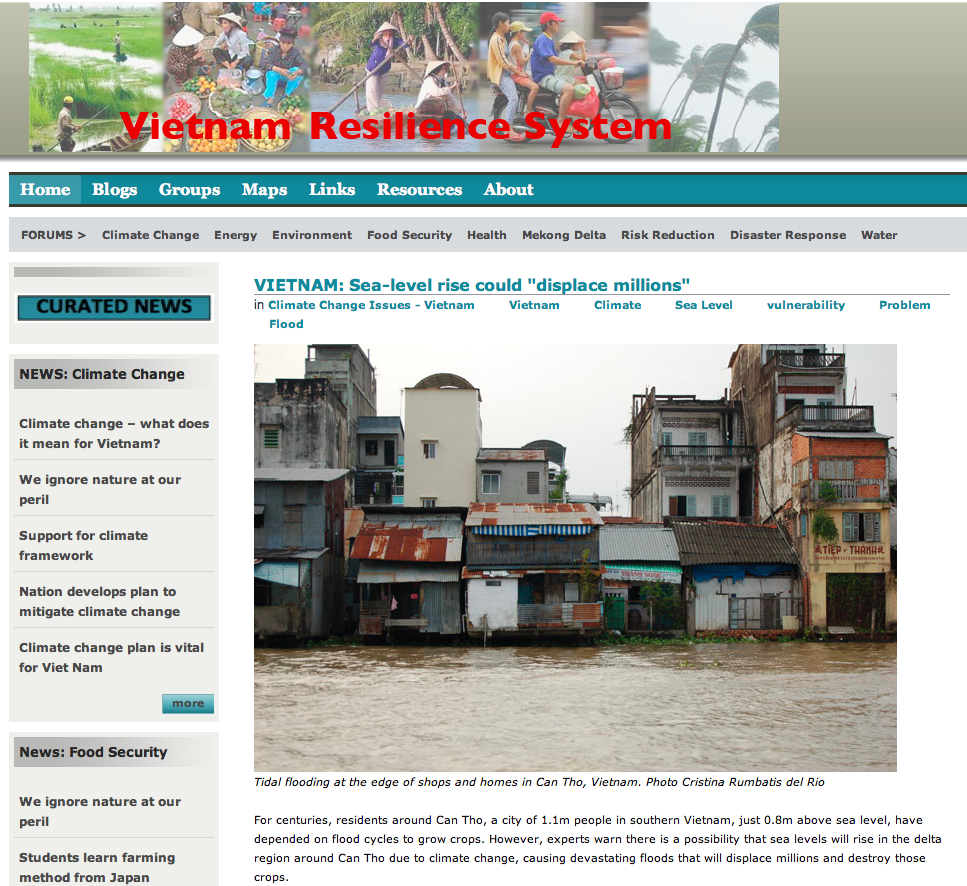 Vietnam Resilience System
Home Blogs Groups Maps Links Resources About
FORUMS > Climate Change Energy Environment Food Security Health Mekong Delta Risk Reduction Disaster Response Water
CURATED NEWS
NEWS: Climate Change
Climate change – what does
it mean for Vietnam?
We ignore nature at our
peril
Support for climate
framework
Nation develops plan to
mitigate climate change
Climate change plan is vital
for Viet Nam
more
News: Food Security
We ignore nature at our
peril
Students learn farming
method from Japan
VIETNAM: Sea-level rise could "displace millions"
in Climate Change Issues - Vietnam Vietnam Climate Sea Level vulnerability Problem
Flood
TIẾP - THÀNH
Tidal flooding at the edge of shops and homes in Can Tho, Vietnam. Photo Cristina Rumbatis del Rio
For centuries, residents around Can Tho, a city of 1.1m people in southern Vietnam, just 0.8m above sea level, have
depended on flood cycles to grow crops. However, experts warn there is a possibility that sea levels will rise in the delta
region around Can Tho due to climate change, causing devastating floods that will displace millions and destroy those
crops.